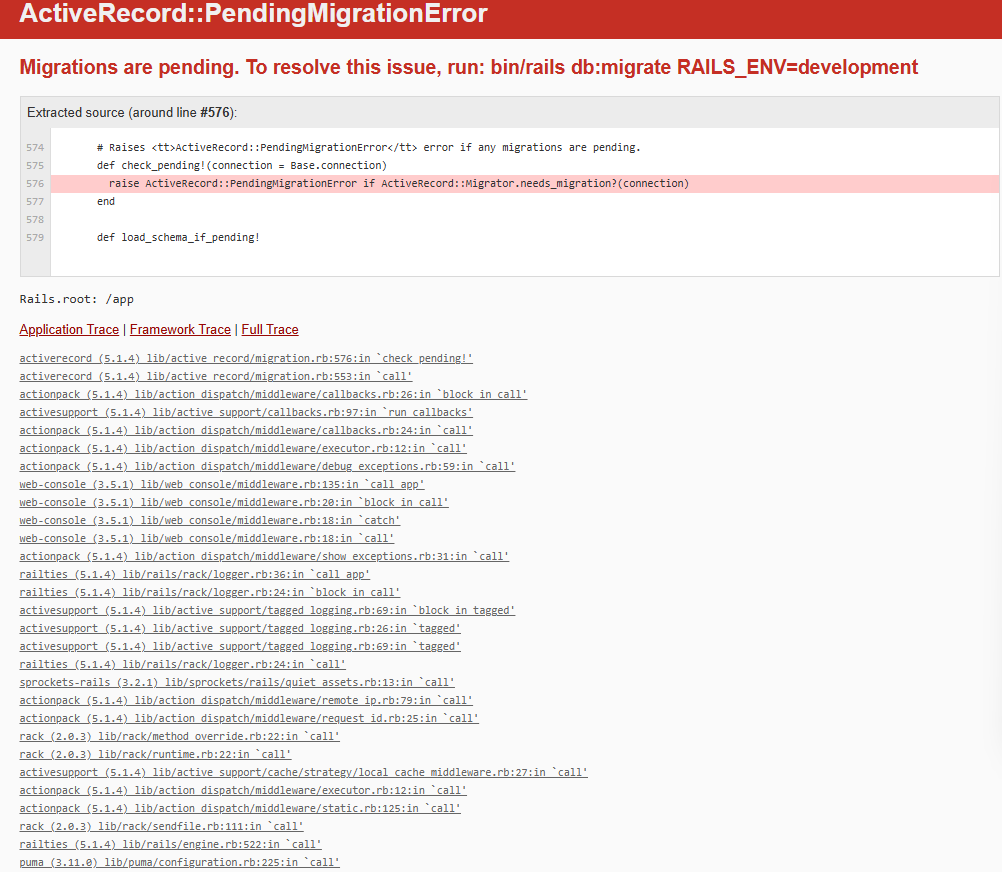 ActiveRecord::PendingMigrationError
Migrations are pending. To resolve this issue, run: bin/rails db:migrate RAILS_ENV=development
Extracted source (around line #576):
574 # Raises <tt>ActiveRecord::PendingMigrationError</tt> error if any migrations are pending.
575 def check_pending!(connection = Base.connection)
576 raise ActiveRecord::PendingMigrationError if ActiveRecord::Migrator.needs_migration?(connection)
577 end
578
579 def load_schema_if_pending!
Rails.root: /app
Application Trace | Framework Trace | Full Trace
activerecord (5.1.4) lib/active_record/migration.rb:576:in `check_pending!'
activerecord (5.1.4) lib/active_record/migration.rb:553:in `call'
actionpack (5.1.4) lib/action_dispatch/middleware/callbacks.rb:26:in `block in call'
activesupport (5.1.4) lib/active_support/callbacks.rb:97:in `run_callbacks'
actionpack (5.1.4) lib/action_dispatch/middleware/callbacks.rb:24:in `call'
actionpack (5.1.4) lib/action_dispatch/middleware/executor.rb:12:in `call'
actionpack (5.1.4) lib/action_dispatch/middleware/debug_exceptions.rb:59:in `call'
web-console (3.5.1) lib/web_console/middleware.rb:135:in `call_app'
web-console (3.5.1) lib/web_console/middleware.rb:20:in `block in call'
web-console (3.5.1) lib/web_console/middleware.rb:18:in `catch'
web-console (3.5.1) lib/web_console/middleware.rb:18:in `call'
actionpack (5.1.4) lib/action_dispatch/middleware/show_exceptions.rb:31:in `call'
railties (5.1.4) lib/rails/rack/logger.rb:36:in `call_app'
railties (5.1.4) lib/rails/rack/logger.rb:24:in `block in call'
activesupport (5.1.4) lib/active_support/tagged_logging.rb:69:in `block in tagged'
activesupport (5.1.4) lib/active_support/tagged_logging.rb:26:in `tagged'
activesupport (5.1.4) lib/active_support/tagged_logging.rb:69:in `tagged'
railties (5.1.4) lib/rails/rack/logger.rb:24:in `call'
sprockets-rails (3.2.1) lib/sprockets/rails/quiet_assets.rb:13:in `call'
actionpack (5.1.4) lib/action_dispatch/middleware/remote_ip.rb:79:in `call'
actionpack (5.1.4) lib/action_dispatch/middleware/request_id.rb:25:in `call'
rack (2.0.3) lib/rack/method_override.rb:22:in `call'
rack (2.0.3) lib/rack/runtime.rb:22:in `call'
activesupport (5.1.4) lib/active_support/cache/strategy/local_cache_middleware.rb:27:in `call'
actionpack (5.1.4) lib/action_dispatch/middleware/executor.rb:12:in `call'
actionpack (5.1.4) lib/action_dispatch/middleware/static.rb:125:in `call'
rack (2.0.3) lib/rack/sendfile.rb:111:in `call'
railties (5.1.4) lib/rails/engine.rb:522:in `call'
puma (3.11.0) lib/puma/configuration.rb:225:in `call'